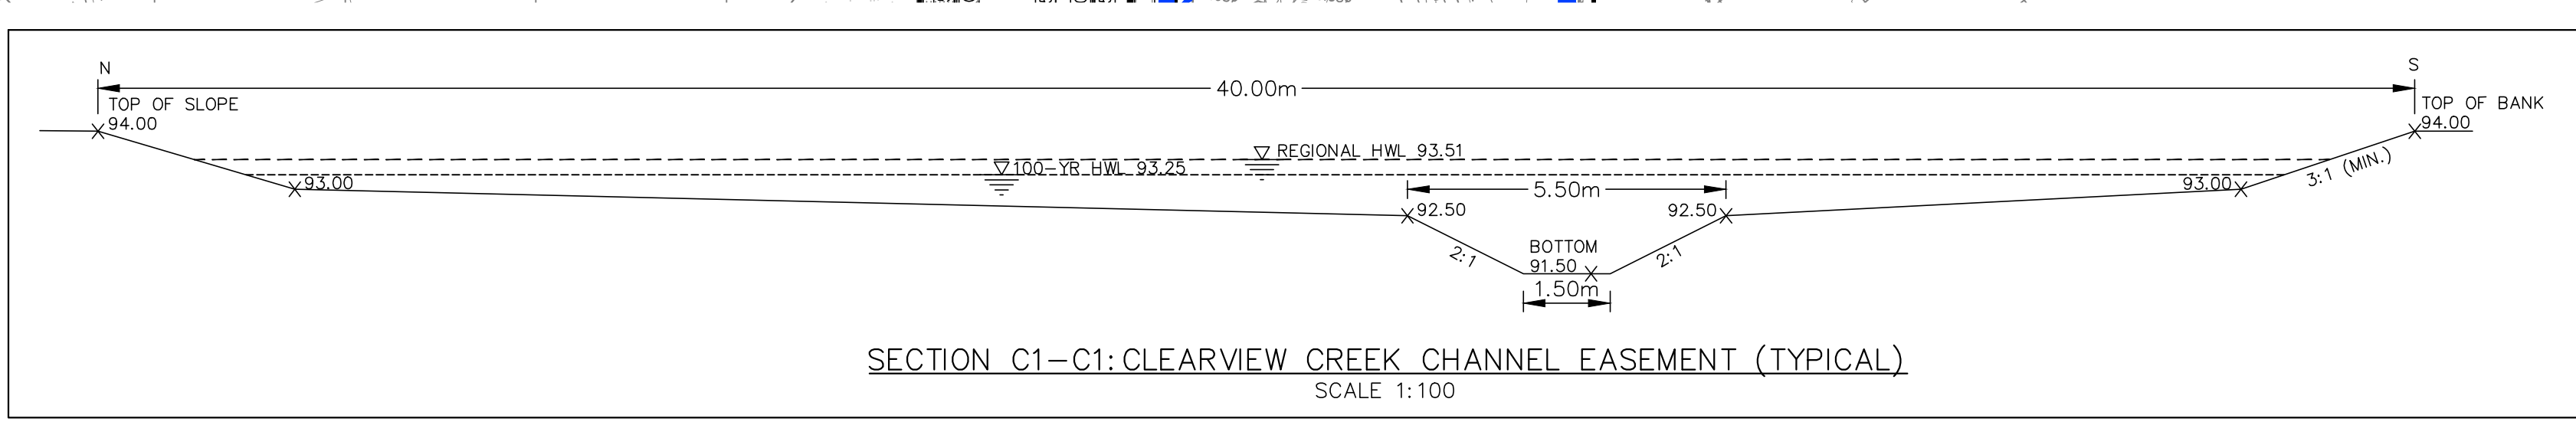 N
S
40.00m
TOP OF SLOPE
94.00
TOP OF BANK
94.00
REGIONAL HWL 93.51
100-YR HWL 93.25
93.00
5.50m
93.00
3:1 (MIN.)
92.50
92.50
2:1
BOTTOM
91.50
2:1
1.50m
SECTION C1-C1: CLEARVIEW CREEK CHANNEL EASEMENT (TYPICAL)
SCALE 1:100